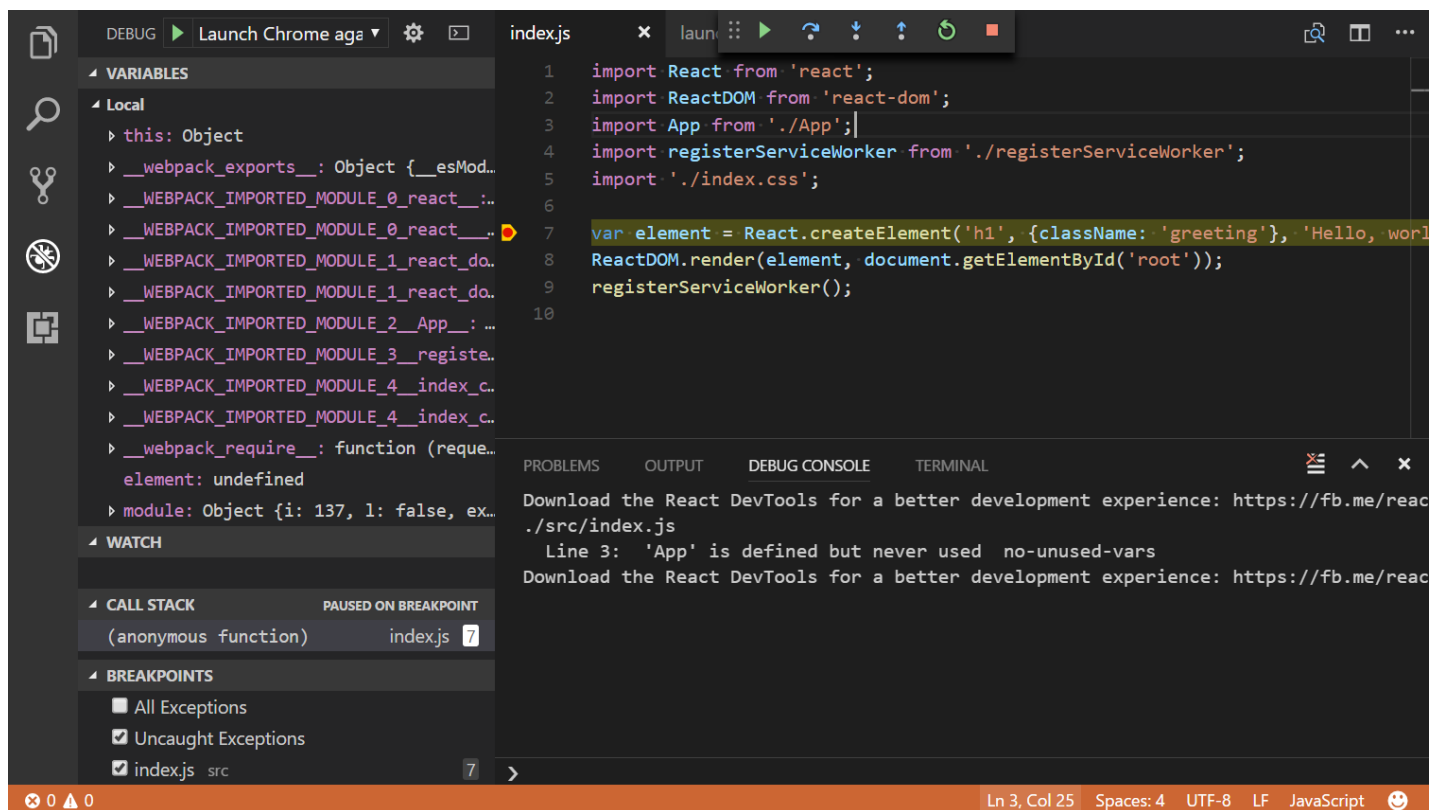 DEBUG Launch Chrome aga
VARIABLES
Local
this: Object
__webpack_exports__: Object {__esMod…
__WEBPACK_IMPORTED_MODULE_0_react__:…
__WEBPACK_IMPORTED_MODULE_0_react___…
__WEBPACK_IMPORTED_MODULE_1_react_do…
__WEBPACK_IMPORTED_MODULE_1_react_do…
__WEBPACK_IMPORTED_MODULE_2__App__: …
__WEBPACK_IMPORTED_MODULE_3__registe…
__WEBPACK_IMPORTED_MODULE_4__index_c…
__WEBPACK_IMPORTED_MODULE_4__index_c…
__webpack_require__: function (reque…
element: undefined
module: Object {i: 137, l: false, ex…
WATCH
CALL STACK PAUSED ON BREAKPOINT
(anonymous function) index.js 7
BREAKPOINTS
All Exceptions
Uncaught Exceptions
index.js src 7
index.js laun
1 import React from 'react';
2 import ReactDOM from 'react-dom';
3 import App from './App';
4 import registerServiceWorker from './registerServiceWorker';
5 import './index.css';
6
7 var element = React.createElement('h1', {className: 'greeting'}, 'Hello, worl
8 ReactDOM.render(element, document.getElementById('root'));
9 registerServiceWorker();
10
PROBLEMS OUTPUT DEBUG CONSOLE TERMINAL
Download the React DevTools for a better development experience: https://fb.me/reac
./src/index.js
Line 3: 'App' is defined but never used no-unused-vars
Download the React DevTools for a better development experience: https://fb.me/reac
0 0 Ln 3, Col 25 Spaces: 4 UTF-8 LF JavaScript